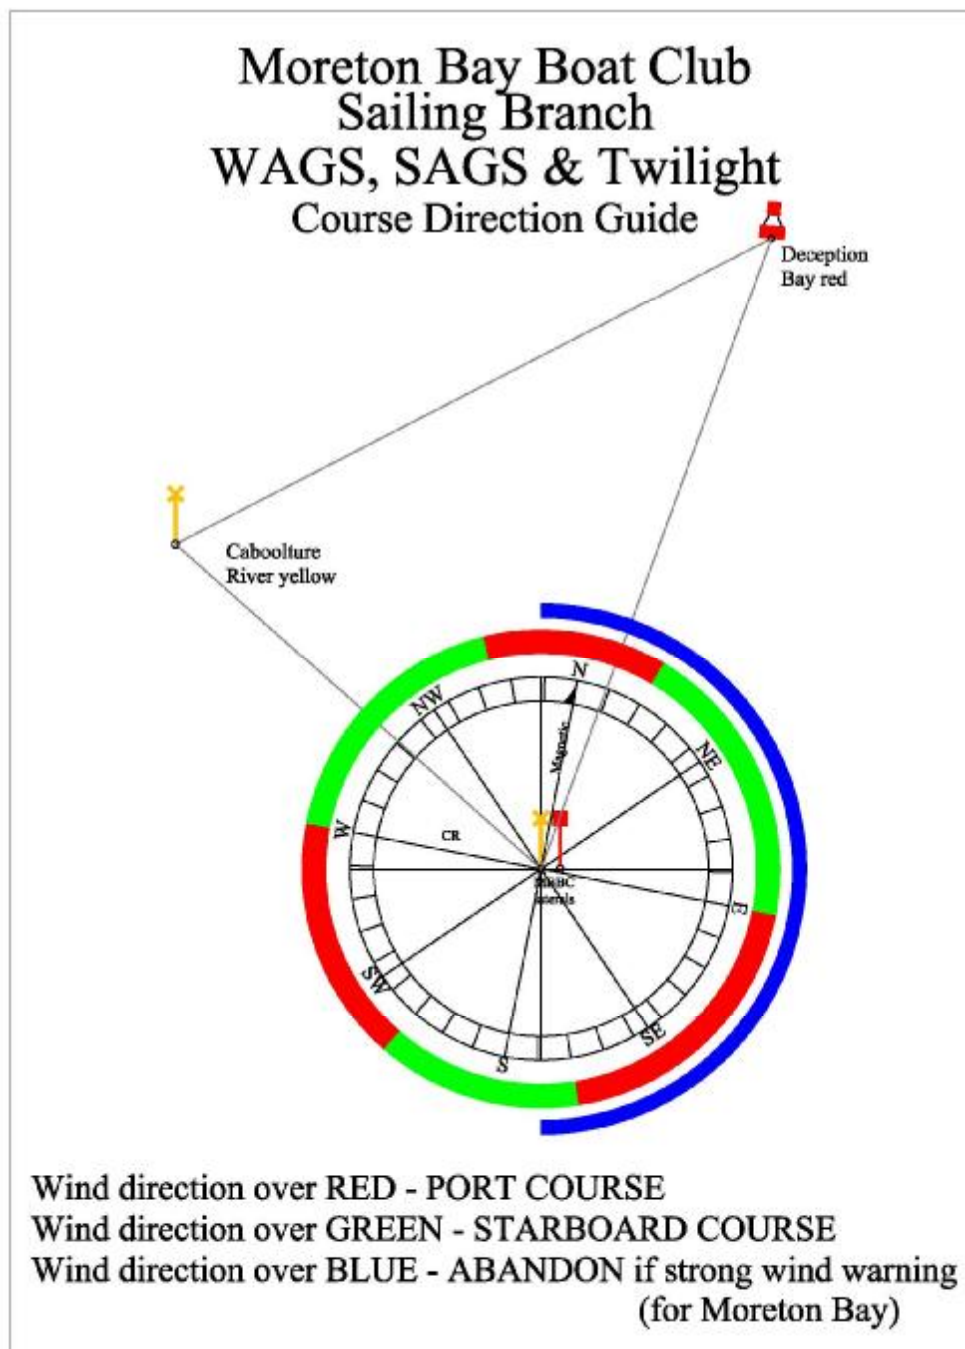 Moreton Bay Boat Club
Sailing Branch
WAGS, SAGS & Twilight
Course Direction Guide
Deception
Bay red
Caboolture
River yellow
N
NW
NE
Magnetic
W
CR
E
SW
SE
S
Wind direction over RED - PORT COURSE
Wind direction over GREEN - STARBOARD COURSE
Wind direction over BLUE - ABANDON if strong wind warning
(for Moreton Bay)